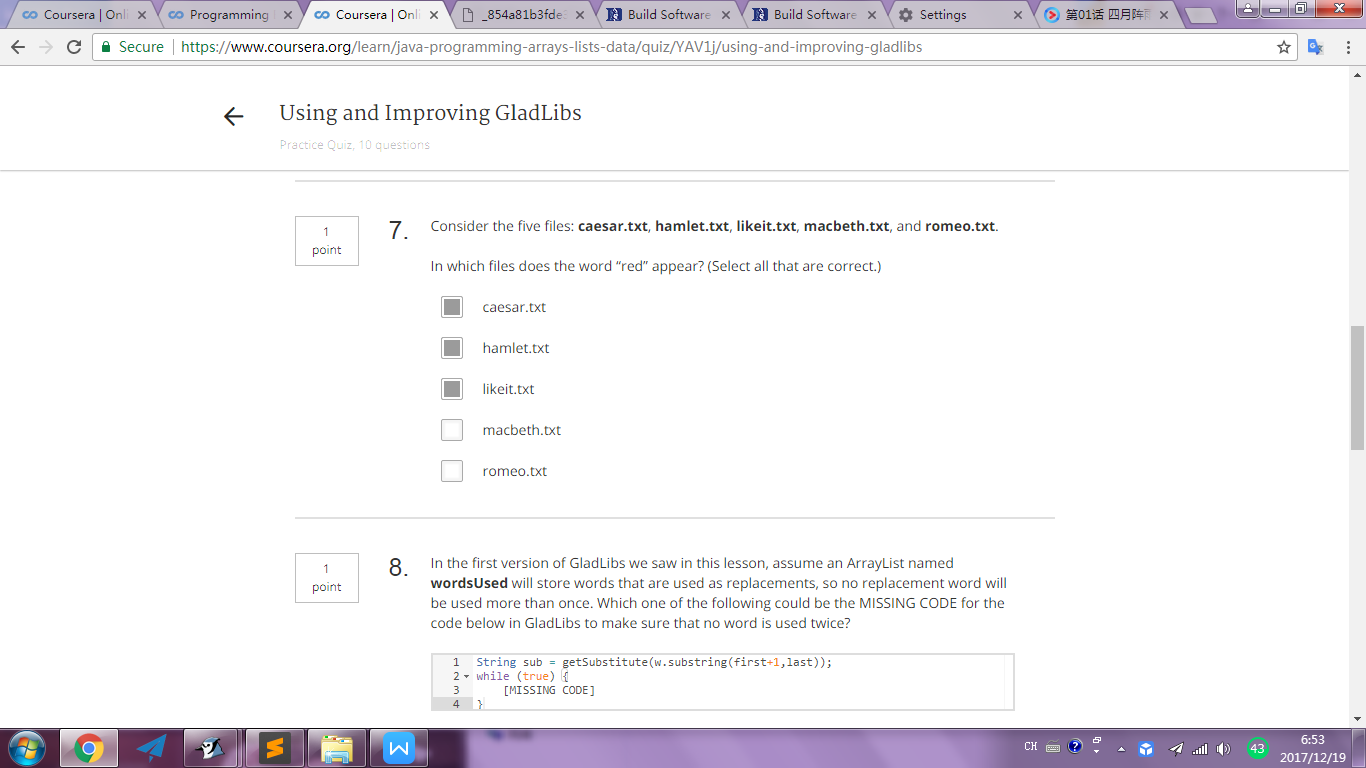 Coursera | Onli
Programming
Coursera | Onli
_854a81b3fde
Build Software
Build Software
Settings
第01话 四月阵雨
Secure
https://www.coursera.org/learn/java-programming-arrays-lists-data/quiz/YAV1j/using-and-improving-gladlibs
Using and Improving GladLibs
Practice Quiz, 10 questions
1
point
7.
Consider the five files: caesar.txt, hamlet.txt, likeit.txt, macbeth.txt, and romeo.txt.
In which files does the word “red” appear? (Select all that are correct.)
caesar.txt
hamlet.txt
likeit.txt
macbeth.txt
romeo.txt
1
point
8.
In the first version of GladLibs we saw in this lesson, assume an ArrayList named
wordsUsed will store words that are used as replacements, so no replacement word will
be used more than once. Which one of the following could be the MISSING CODE for the
code below in GladLibs to make sure that no word is used twice?
1 String sub = getSubstitute(w.substring(first+1,last));
2 while (true) {
3 [MISSING CODE]
4 }
CH
43
6:53
2017/12/19